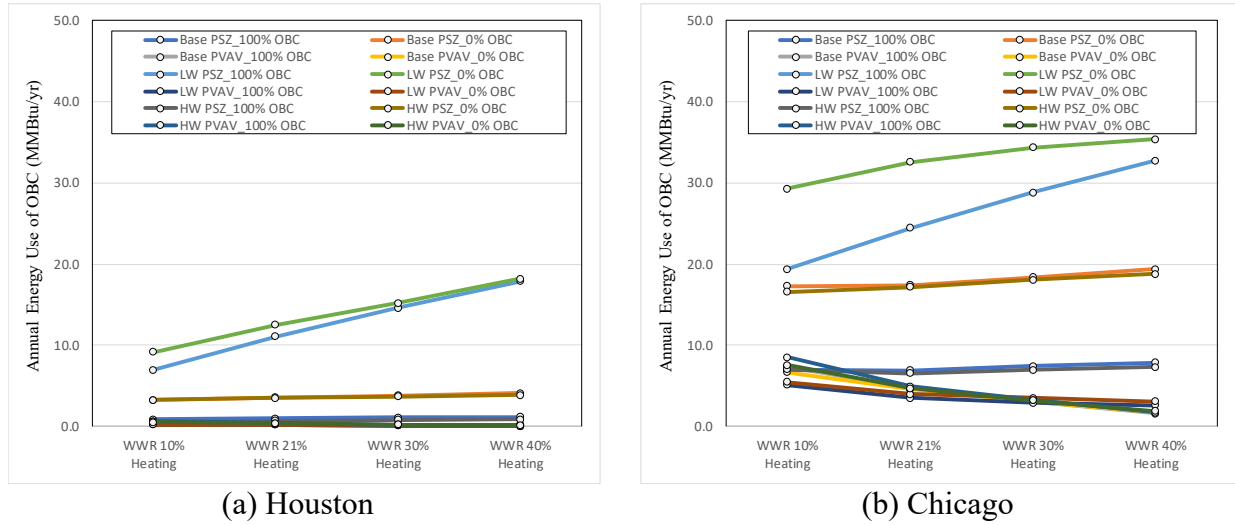 50.0
40.0
30.0
20.0
10.0
0.0
Annual Energy Use of OBC (MMBtu/yr)
Base PSZ_100% OBC
Base PSZ_0% OBC
Base PVAV_100% OBC
Base PVAV_0% OBC
LW PSZ_100% OBC
LW PSZ_0% OBC
LW PVAV_100% OBC
LW PVAV_0% OBC
HW PSZ_100% OBC
HW PSZ_0% OBC
HW PVAV_100% OBC
HW PVAV_0% OBC
WWR 10%
Heating
WWR 21%
Heating
WWR 30%
Heating
WWR 40%
Heating
(a) Houston
50.0
40.0
30.0
20.0
10.0
0.0
Annual Energy Use of OBC (MMBtu/yr)
Base PSZ_100% OBC
Base PSZ_0% OBC
Base PVAV_100% OBC
Base PVAV_0% OBC
LW PSZ_100% OBC
LW PSZ_0% OBC
LW PVAV_100% OBC
LW PVAV_0% OBC
HW PSZ_100% OBC
HW PSZ_0% OBC
HW PVAV_100% OBC
HW PVAV_0% OBC
WWR 10%
Heating
WWR 21%
Heating
WWR 30%
Heating
WWR 40%
Heating
(b) Chicago